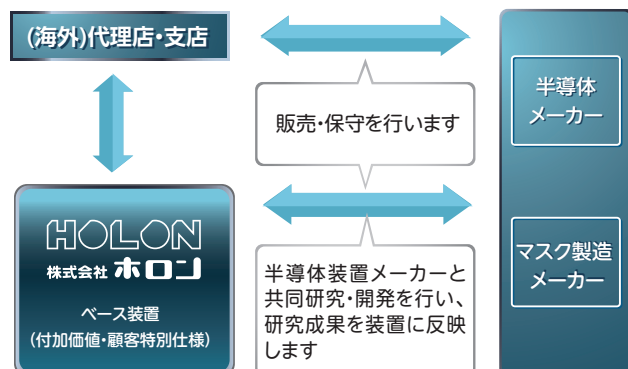 (海外)代理店・支店
販売・保守を行います
半導体
メーカー
HOLON
株式会社 ホロン
ベース装置
(付加価値・顧客特別仕様)
半導体装置メーカーと
共同研究・開発を行い、
研究成果を装置に反映
します
マスク製造
メーカー